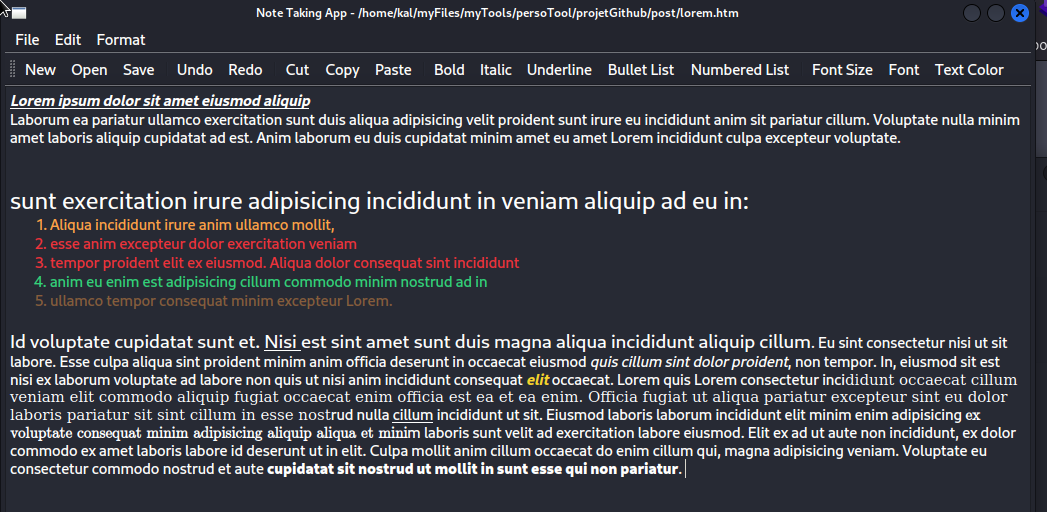 Note Taking App - /home/kal/myFiles/myTools/persoTool/projetGithub/post/lorem.htm
File Edit Format
New Open Save Undo Redo Cut Copy Paste Bold Italic Underline Bullet List Numbered List Font Size Font Text Color
Lorem ipsum dolor sit amet eiusmod aliquip
Laborum ea pariatur ullamco exercitation sunt duis aliqua adipisicing velit proident sunt irure eu incididunt anim sit pariatur cillum. Voluptate nulla minim
amet laboris aliquip cupidatat ad est. Anim laborum eu duis cupidatat minim amet eu amet Lorem incididunt culpa excepteur voluptate.
sunt exercitation irure adipisicing incididunt in veniam aliquip ad eu in:
1. Aliqua incididunt irure anim ullamco mollit,
2. esse anim excepteur dolor exercitation veniam
3. tempor proident elit ex eiusmod. Aliqua dolor consequat sint incididunt
4. anim eu enim est adipisicing cillum commodo minim nostrud ad in
5. ullamco tempor consequat minim excepteur Lorem.
Id voluptate cupidatat sunt et. Nisi est sint amet sunt duis magna aliqua incididunt aliquip cillum. Eu sint consectetur nisi ut sit
labore. Esse culpa aliqua sint proident minim anim officia deserunt in occaecat eiusmod quis cillum sint dolor proident, non tempor. In, eiusmod sit est
nisi ex laborum voluptate ad labore non quis ut nisi anim incididunt consequat elit occaecat. Lorem quis Lorem consectetur incididunt occaecat cillum
veniam elit commodo aliquip fugiat occaecat enim officia est ea et ea enim. Officia fugiat ut aliqua pariatur excepteur sint eu dolor
laboris pariatur sit sint cillum in esse nostrud nulla cillum incididunt ut sit. Eiusmod laboris laborum incididunt elit minim enim adipisicing ex
voluptate consequat minim adipisicing aliquip aliqua et minim laboris sunt velit ad exercitation labore eiusmod. Elit ex ad ut aute non incididunt, ex dolor
commodo ex amet laboris labore id deserunt ut in elit. Culpa mollit anim cillum occaecat do enim cillum qui, magna adipisicing veniam. Voluptate eu
consectetur commodo nostrud et aute cupidatat sit nostrud ut mollit in sunt esse qui non pariatur.